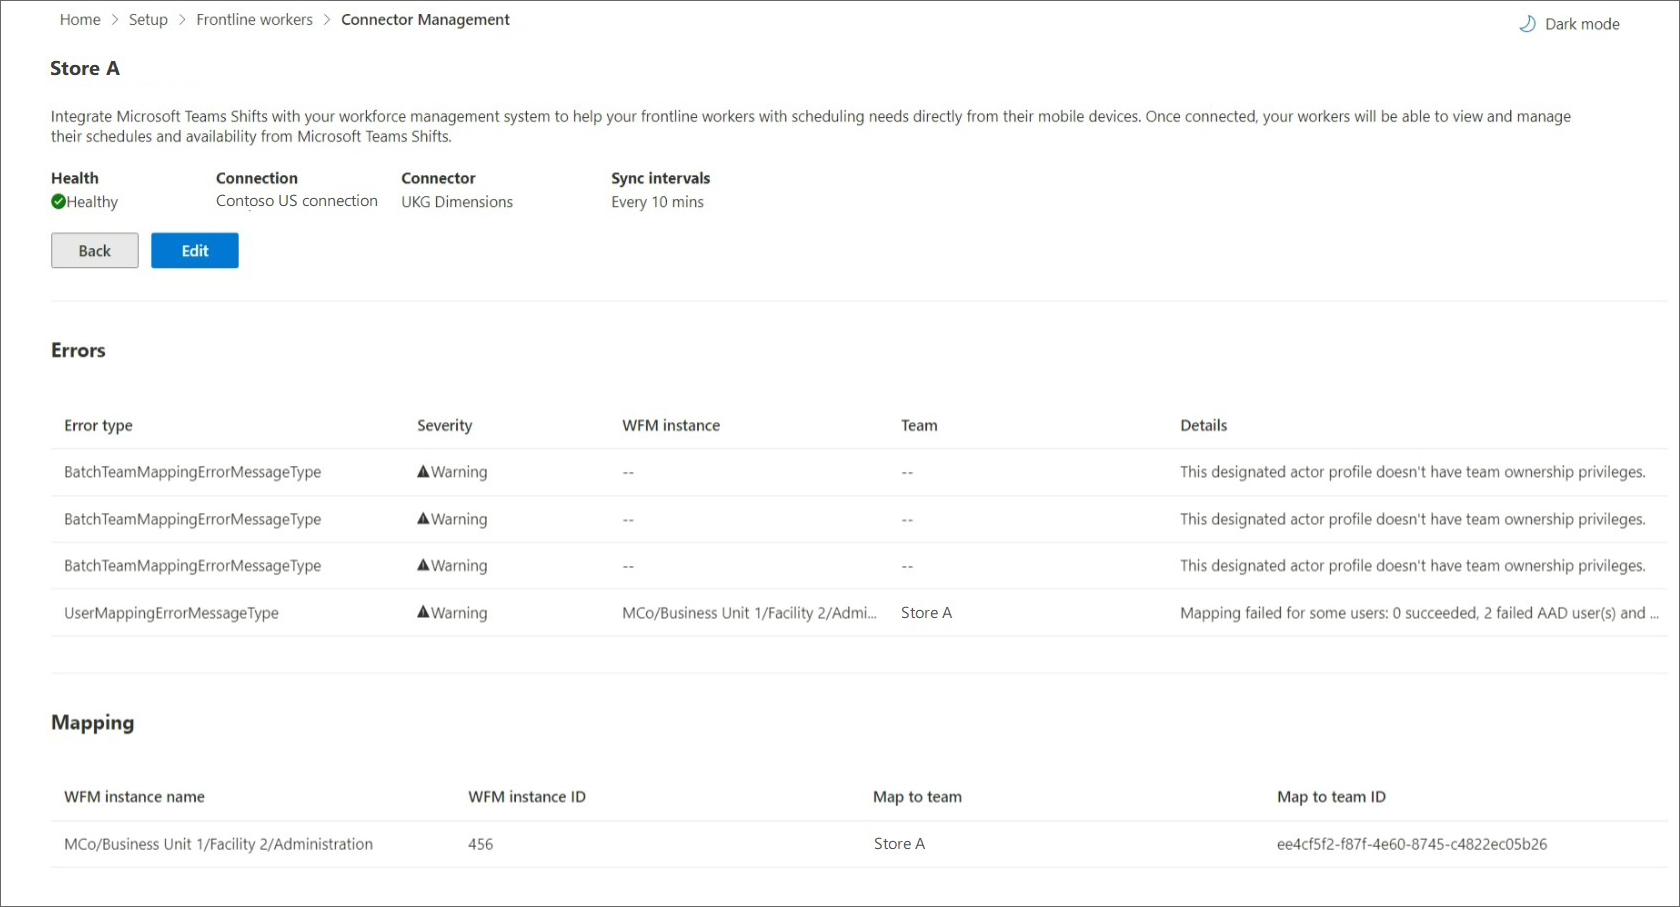 Home > Setup > Frontline workers > Connector Management
Dark mode
Store A
Integrate Microsoft Teams Shifts with your workforce management system to help your frontline workers with scheduling needs directly from their mobile devices. Once connected, your workers will be able to view and manage
their schedules and availability from Microsoft Teams Shifts.
Health Connection Connector Sync intervals
Healthy Contoso US connection UKG Dimensions Every 10 mins
Back Edit
Errors
Error type Severity WFM instance Team Details
BatchTeamMappingErrorMessageType Warning -- -- This designated actor profile doesn't have team ownership privileges.
BatchTeamMappingErrorMessageType Warning -- -- This designated actor profile doesn't have team ownership privileges.
BatchTeamMappingErrorMessageType Warning -- -- This designated actor profile doesn't have team ownership privileges.
UserMappingErrorMessageType Warning MCo/Business Unit 1/Facility 2/Admi... Store A Mapping failed for some users: 0 succeeded, 2 failed AAD user(s) and ...
Mapping
WFM instance name WFM instance ID Map to team Map to team ID
MCo/Business Unit 1/Facility 2/Administration 456 Store A ee4cf5f2-f87f-4e60-8745-c4822ec05b26